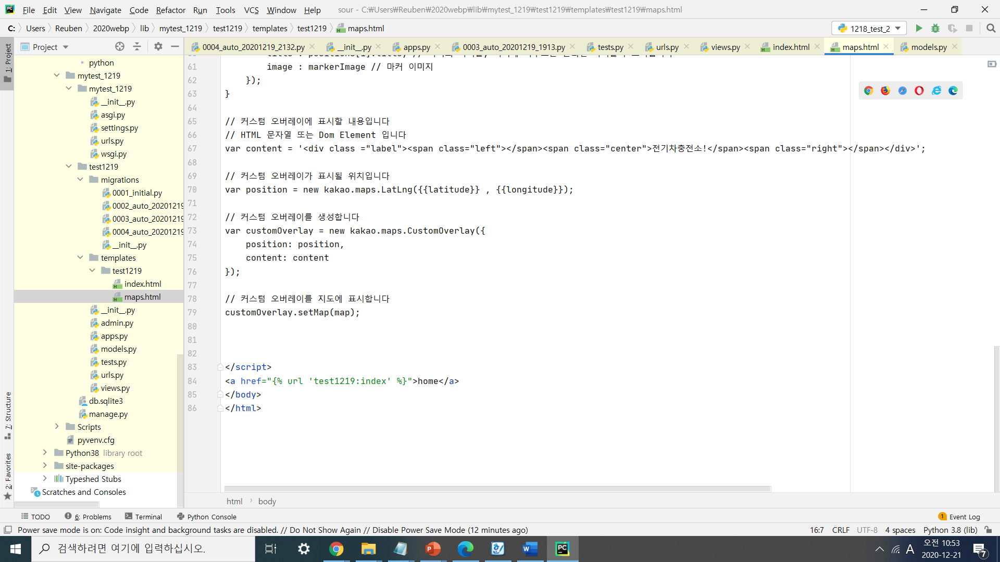 File Edit View Navigate Code Refactor Run Tools VCS Window Help sour - C:₩Users₩Reuben₩2020webp₩lib₩mytest_1219₩test1219₩templates₩test1219₩maps.html
C: Users Reuben 2020webp lib mytest_1219 test1219 templates test1219 maps.html 1218_test_2
1: Project
Project
0004_auto_20201219_2132.py __init__.py apps.py 0003_auto_20201219_1913.py tests.py urls.py views.py index.html maps.html models.py
python
mytest_1219
mytest_1219
__init__.py
asgi.py
settings.py
urls.py
wsgi.py
test1219
migrations
0001_initial.py
0002_auto_20201219
0003_auto_20201219
0004_auto_20201219
__init__.py
templates
test1219
index.html
maps.html
__init__.py
admin.py
apps.py
models.py
tests.py
urls.py
views.py
db.sqlite3
manage.py
Scripts
pyvenv.cfg
Python38 library root
site-packages
Typeshed Stubs
Scratches and Consoles
7: Structure
2: Favorites
61 image : markerImage // 마커 이미지
62 });
63 }
64
65 // 커스텀 오버레이에 표시할 내용입니다
66 // HTML 문자열 또는 Dom Element 입니다
67 var content = '<div class ="label"><span class="left"></span><span class="center">전기차충전소!</span><span class="right"></span></div>';
68
69 // 커스텀 오버레이가 표시될 위치입니다
70 var position = new kakao.maps.LatLng({{latitude}} , {{longitude}});
71
72 // 커스텀 오버레이를 생성합니다
73 var customOverlay = new kakao.maps.CustomOverlay({
74 position: position,
75 content: content
76 });
77
78 // 커스텀 오버레이를 지도에 표시합니다
79 customOverlay.setMap(map);
80
81
82
83 </script>
84 <a href="{% url 'test1219:index' %}">home</a>
85 </body>
86 </html>
html body
TODO 6: Problems Terminal Python Console 1 Event Log
Power save mode is on: Code insight and background tasks are disabled. // Do Not Show Again // Disable Power Save Mode (12 minutes ago) 16:7 CRLF UTF-8 4 spaces Python 3.8 (lib)
검색하려면 여기에 입력하십시오. A 오전 10:53
2020-12-21 7